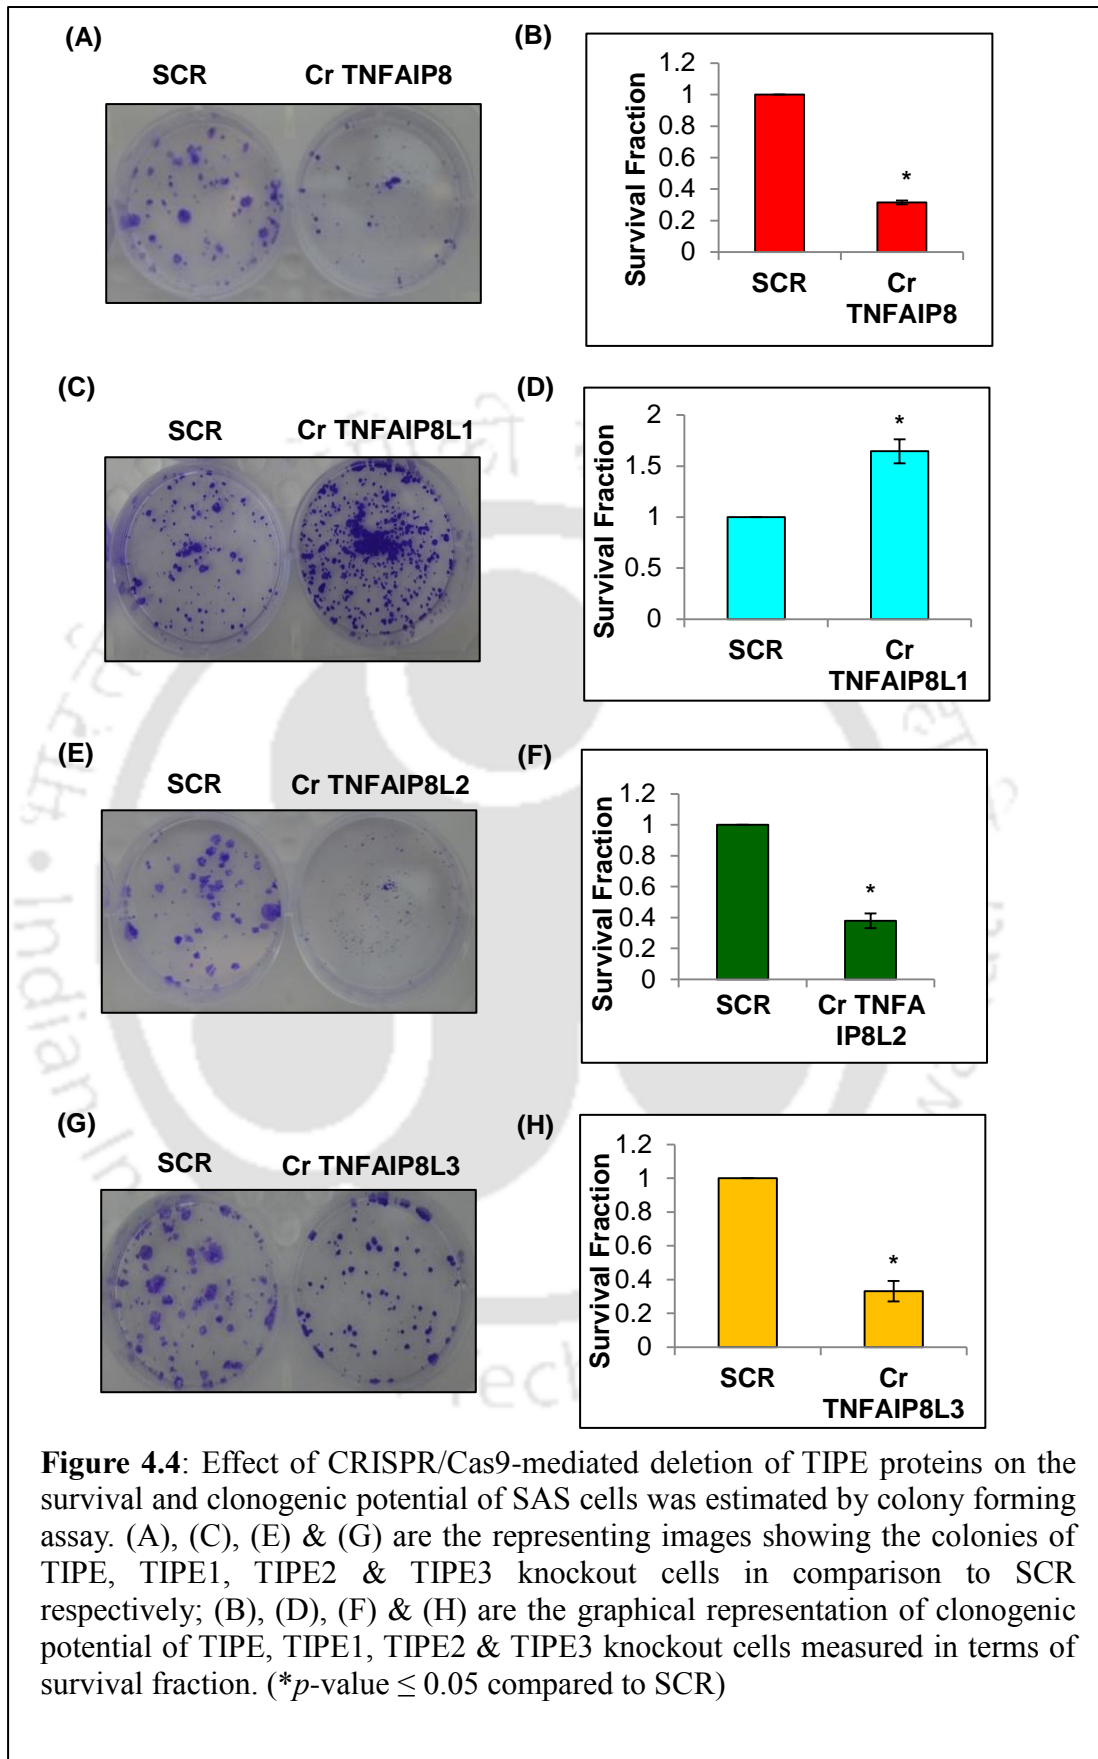 (A)
SCR Cr TNFAIP8
(B)
Survival Fraction
1.2
1
0.8
0.6
0.4
0.2
0
*
SCR Cr
TNFAIP8
(C)
SCR Cr TNFAIP8L1
(D)
Survival Fraction
2
1.5
1
0.5
0
*
SCR Cr
TNFAIP8L1
(E)
SCR Cr TNFAIP8L2
(F)
Survival Fraction
1.2
1
0.8
0.6
0.4
0.2
0
*
SCR Cr TNFA
IP8L2
(G)
SCR Cr TNFAIP8L3
(H)
Survival Fraction
1.2
1
0.8
0.6
0.4
0.2
0
*
SCR Cr
TNFAIP8L3
Figure 4.4: Effect of CRISPR/Cas9-mediated deletion of TIPE proteins on the
survival and clonogenic potential of SAS cells was estimated by colony forming
assay. (A), (C), (E) & (G) are the representing images showing the colonies of
TIPE, TIPE1, TIPE2 & TIPE3 knockout cells in comparison to SCR
respectively; (B), (D), (F) & (H) are the graphical representation of clonogenic
potential of TIPE, TIPE1, TIPE2 & TIPE3 knockout cells measured in terms of
survival fraction. (*p-value ≤ 0.05 compared to SCR)
Indian In
Tech